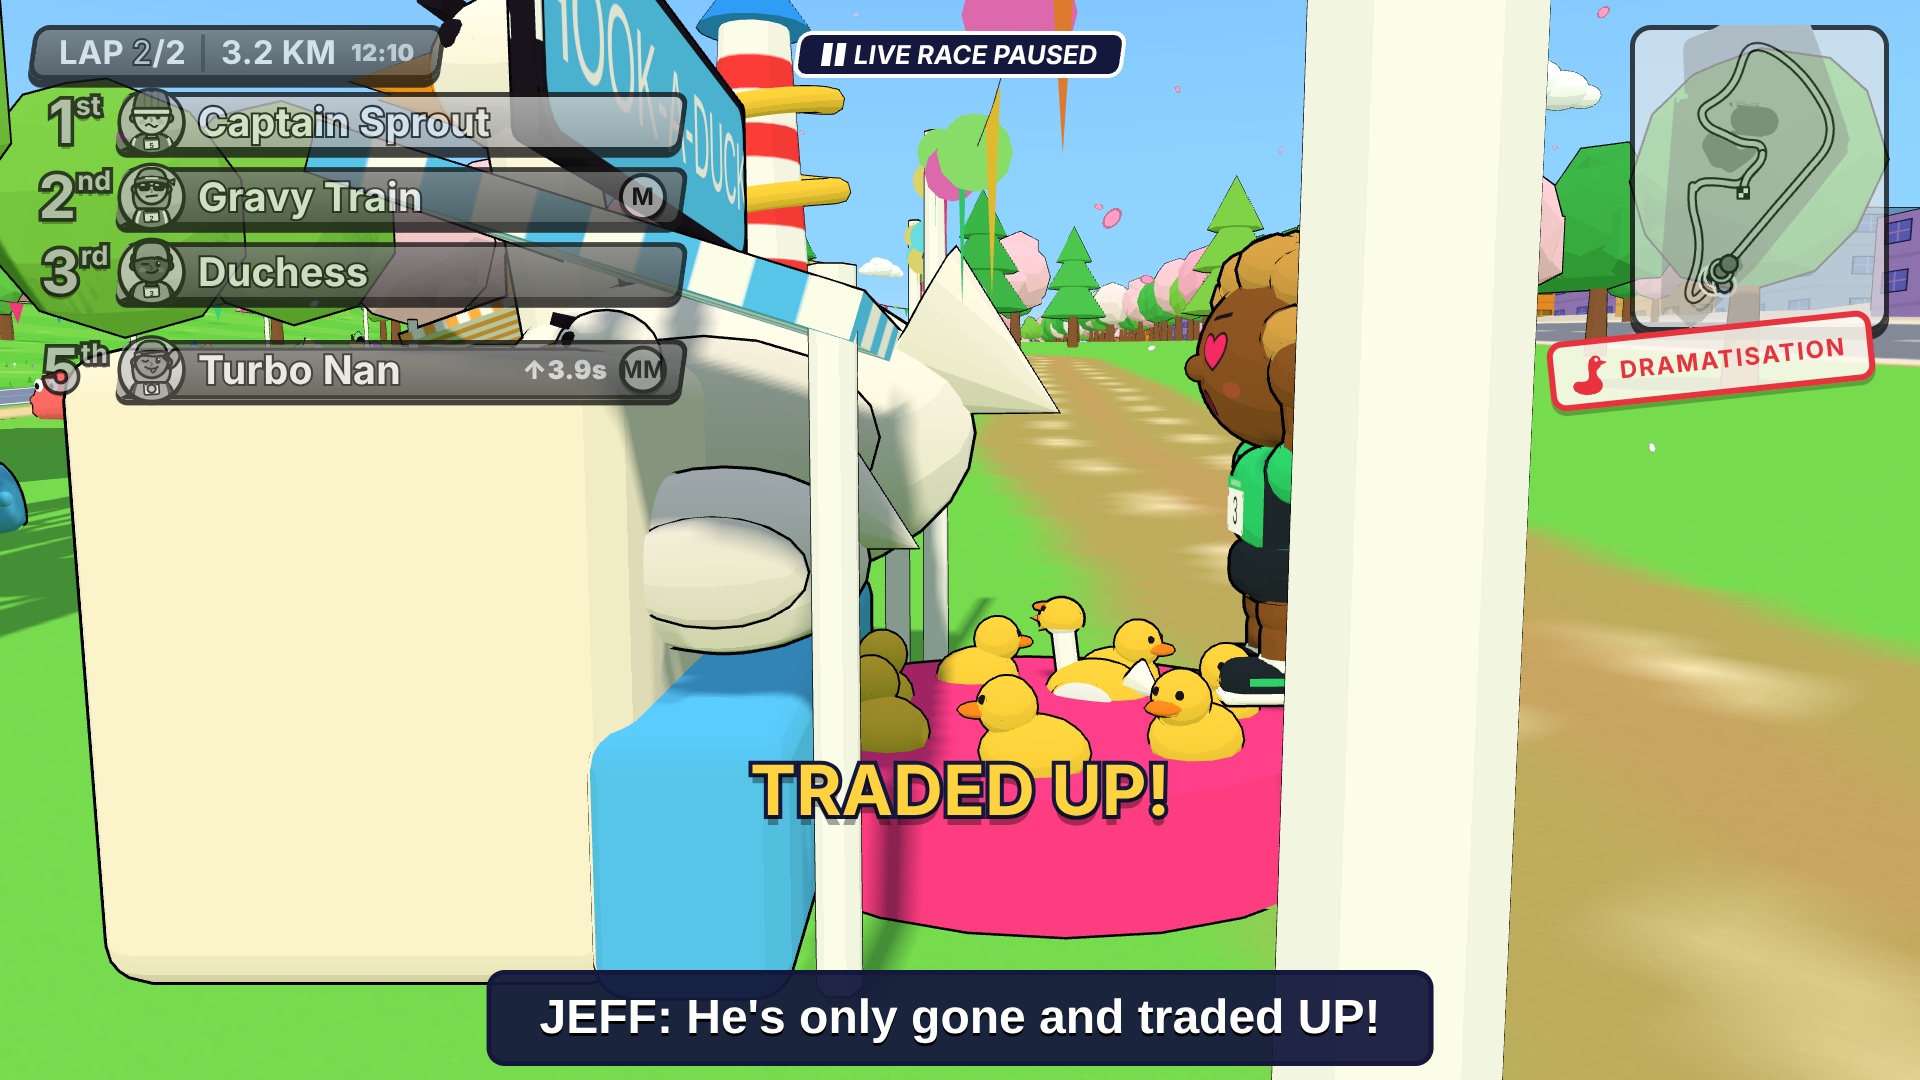 LAP 2/2 3.2 KM 12:10
LIVE RACE PAUSED
1st Captain Sprout
2nd Gravy Train M
3rd Duchess
5th Turbo Nan ↑3.9s MM
DRAMATISATION
3
TRADED UP!
JEFF: He's only gone and traded UP!